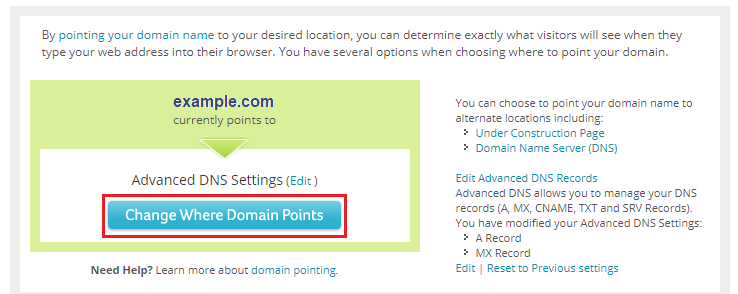 By pointing your domain name to your desired location, you can determine exactly what visitors will see when they
type your web address into their browser. You have several options when choosing where to point your domain.
example.com
currently points to
Advanced DNS Settings (Edit )
Change Where Domain Points
Need Help? Learn more about domain pointing.
You can choose to point your domain name to
alternate locations including:
Under Construction Page
Domain Name Server (DNS)
Edit Advanced DNS Records
Advanced DNS allows you to manage your DNS
records (A, MX, CNAME, TXT and SRV Records).
You have modified your Advanced DNS Settings:
A Record
MX Record
Edit | Reset to Previous settings